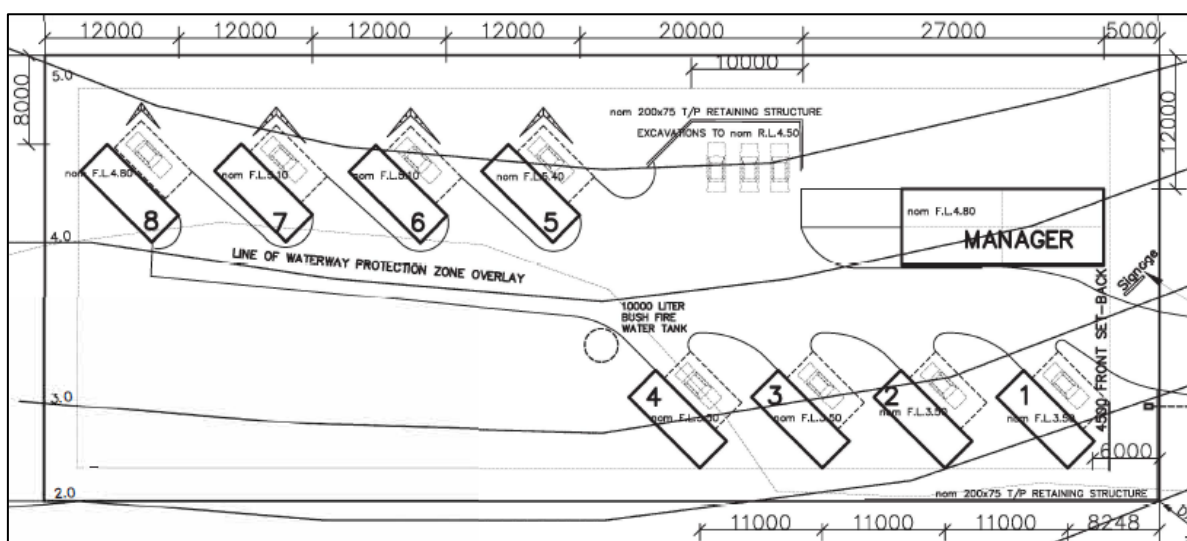 12000 12000 12000 12000 20000 27000 5000
10000
5.0
8000
12000
nom 200x75 T/P RETAINING STRUCTURE
EXCAVATIONS TO nom R.L.4.50
nom F.L.4.80
nom F.L.5.10
nom F.L.5.10
nom F.L.5.40
nom F.L.4.80
8 7 6 5
MANAGER
4.0
LINE OF WATERWAY PROTECTION ZONE OVERLAY
Signage
10000 LITER
BUSH FIRE
WATER TANK
4500 FRONT SET-BACK
4 3 2 1
3.0
nom F.L.3.50
nom F.L.3.50
nom F.L.3.50
6000
2.0
nom 200x75 T/P RETAINING STRUCTURE
11000 11000 11000 8248